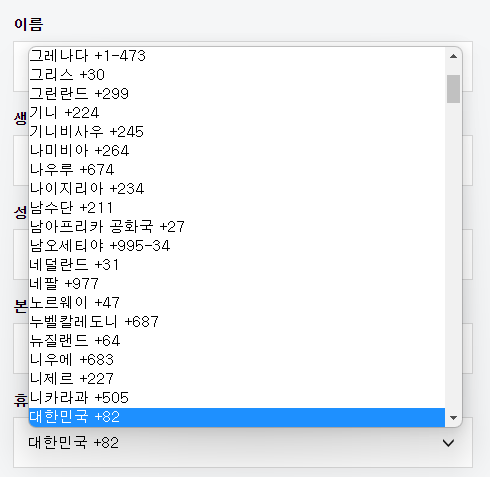 이름
그레나다 +1-473
그리스 +30
그린란드 +299
기니 +224
생
기니비사우 +245
나미비아 +264
나우루 +674
나이지리아 +234
성
남수단 +211
남아프리카 공화국 +27
남오세티야 +995-34
네덜란드 +31
네팔 +977
본
노르웨이 +47
누벨칼레도니 +687
뉴질랜드 +64
니우에 +683
니제르 +227
휴
니카라과 +505
대한민국 +82
대한민국 +82